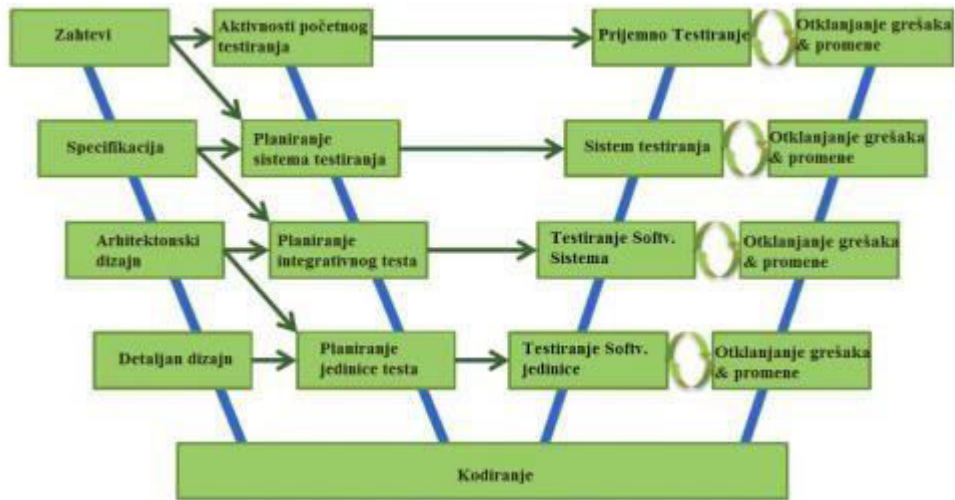 Zahtevi
Aktivnosti početnog
testiranja
Prijemno Testiranje
Otklanjanje grešaka
& promene
Specifikacija
Planiranje
sistema testiranja
Sistem testiranja
Otklanjanje grešaka
& promene
Arhitektonski
dizajn
Planiranje
integrativnog testa
Testiranje Softv.
Sistema
Otklanjanje grešaka
& promene
Detaljan dizajn
Planiranje
jedinice testa
Testiranje Softv.
jedinice
Otklanjanje grešaka
& promene
Kodiranje